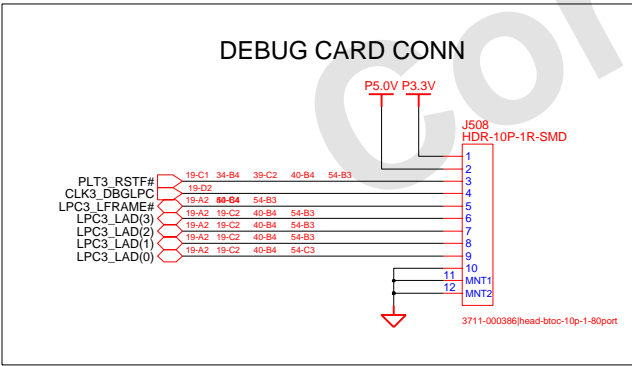 DEBUG CARD CONN
P5.0V P3.3V
J508
HDR-10P-1R-SMD
1
2
PLT3_RSTF# 19-C1 34-B4 39-C2 40-B4 54-B3 3
CLK3_DBGLPC 19-D2 4
LPC3_LFRAME# 19-A2 54-B3 5
LPC3_LAD(3) 19-A2 19-C2 40-B4 54-B3 6
LPC3_LAD(2) 19-A2 19-C2 40-B4 54-B3 7
LPC3_LAD(1) 19-A2 19-C2 40-B4 54-B3 8
LPC3_LAD(0) 19-A2 19-C2 40-B4 54-C3 9
10
11 MNT1
12 MNT2
3711-000386|head-btoc-10p-1-80port